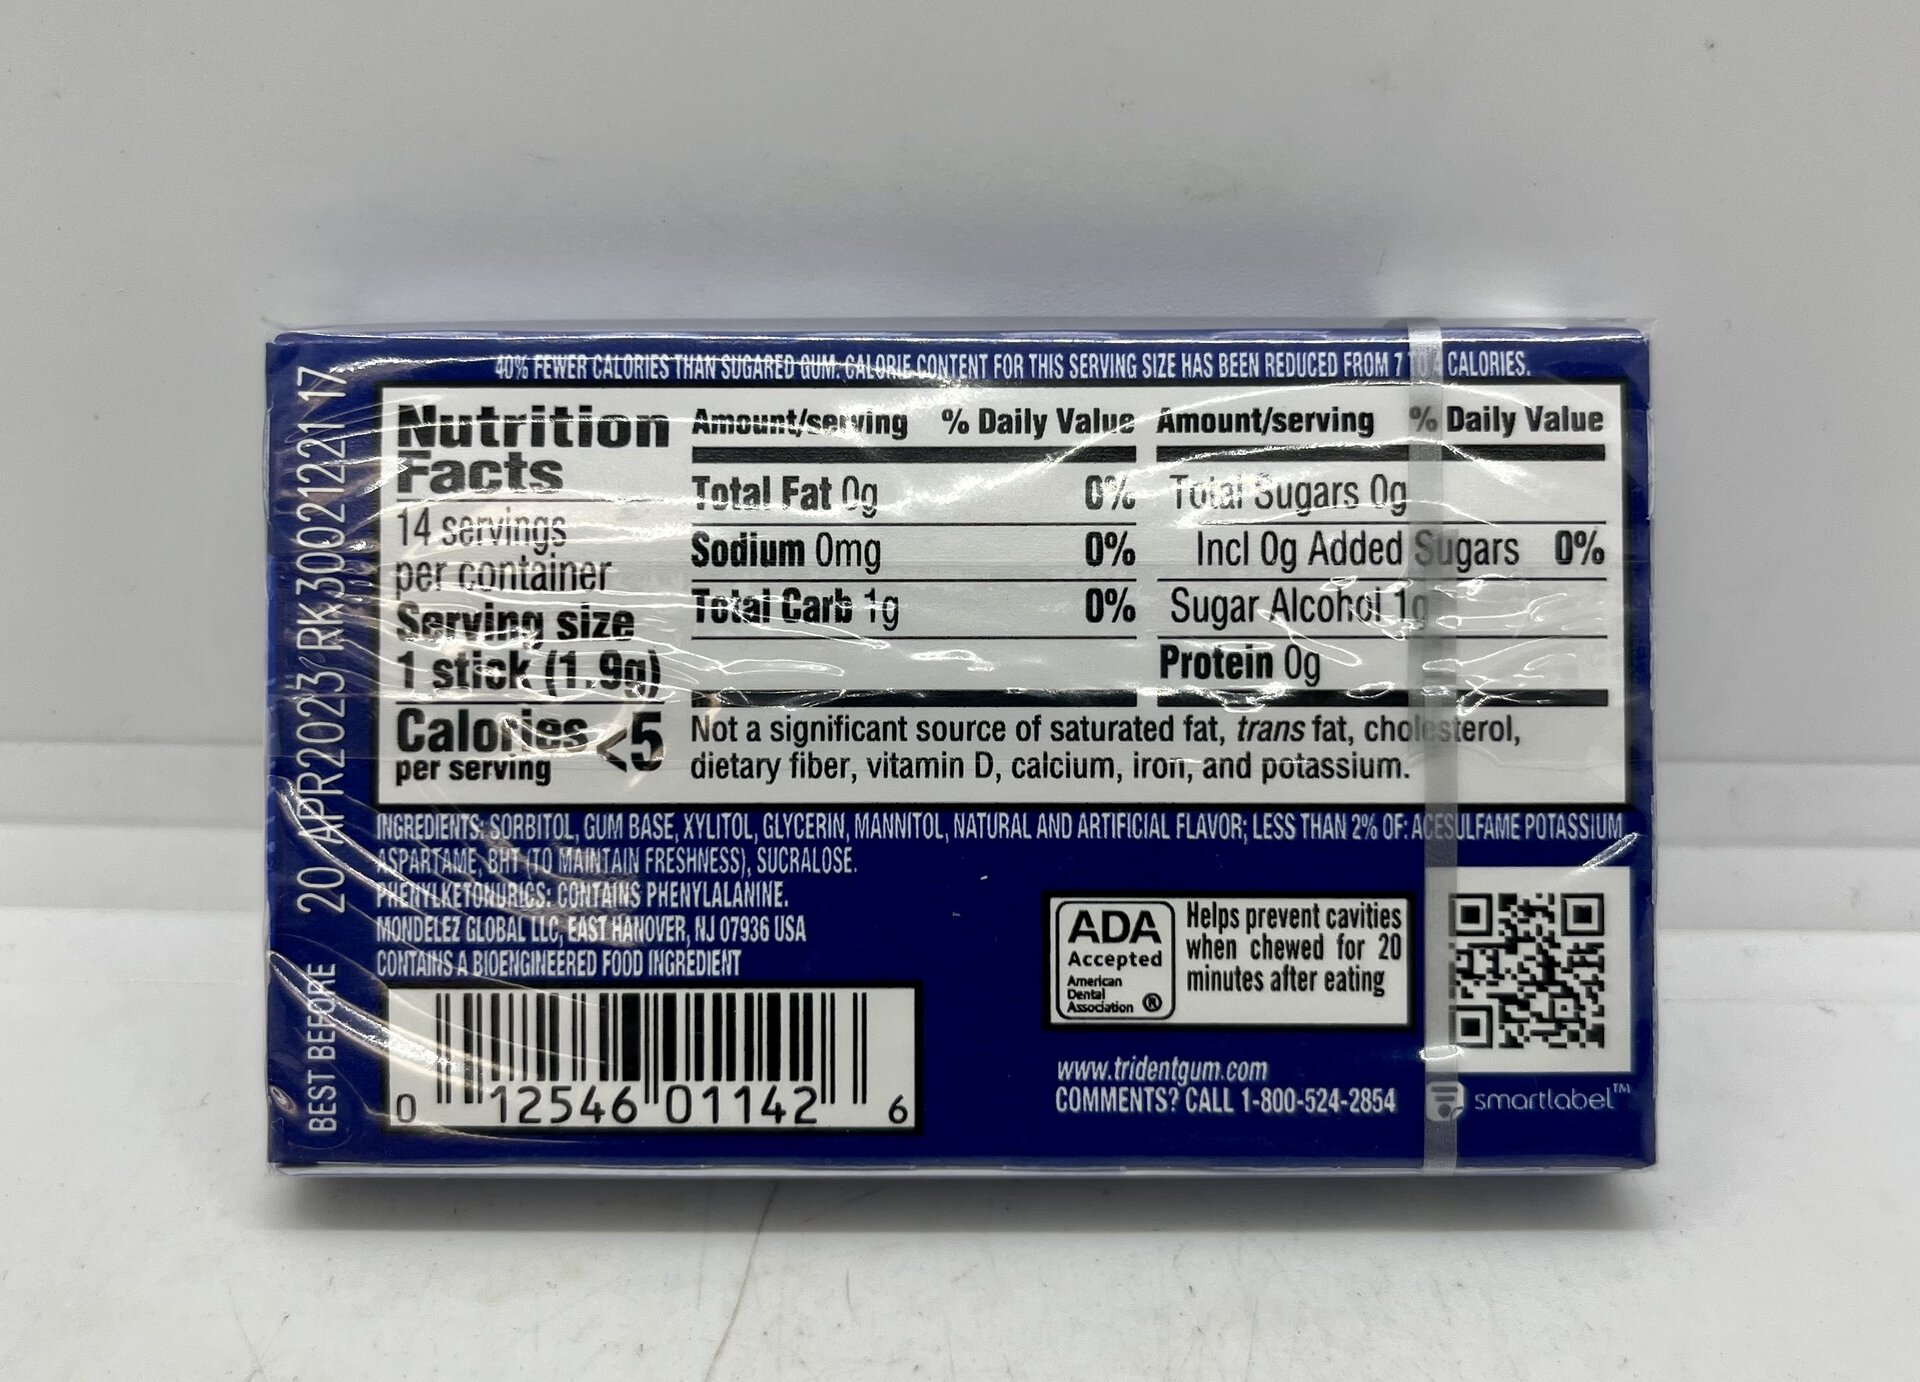 40% FEWER CALORIES THAN SUGARED GUM. CALORIE CONTENT FOR THIS SERVING SIZE HAS BEEN REDUCED FROM 7 TO 4 CALORIES.
Nutrition
Facts
14 servings
per container
Serving size
1 stick (1.9g)
Calories <5
per serving
Amount/serving % Daily Value
Total Fat 0g 0%
Sodium 0mg 0%
Total Carb 1g 0%
Amount/serving % Daily Value
Total Sugars 0g
Incl 0g Added Sugars 0%
Sugar Alcohol 1g
Protein 0g
Not a significant source of saturated fat, trans fat, cholesterol,
dietary fiber, vitamin D, calcium, iron, and potassium.
INGREDIENTS: SORBITOL, GUM BASE, XYLITOL, GLYCERIN, MANNITOL, NATURAL AND ARTIFICIAL FLAVOR; LESS THAN 2% OF: ACESULFAME POTASSIUM
ASPARTAME, BHT (TO MAINTAIN FRESHNESS), SUCRALOSE.
PHENYLKETONURICS: CONTAINS PHENYLALANINE.
MONDELEZ GLOBAL LLC, EAST HANOVER, NJ 07936 USA
CONTAINS A BIOENGINEERED FOOD INGREDIENT
0 12546 01142 6
ADA
Accepted
American
Dental
Association ®
Helps prevent cavities
when chewed for 20
minutes after eating
www.tridentgum.com
COMMENTS? CALL 1-800-524-2854
smartlabel™
BEST BEFORE 20 APR2023 RK3002122117